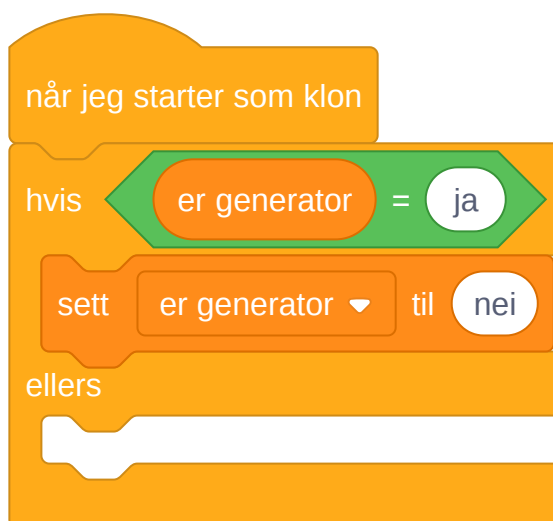 når jeg starter som klon
hvis er generator = ja
sett er generator til nei
ellers